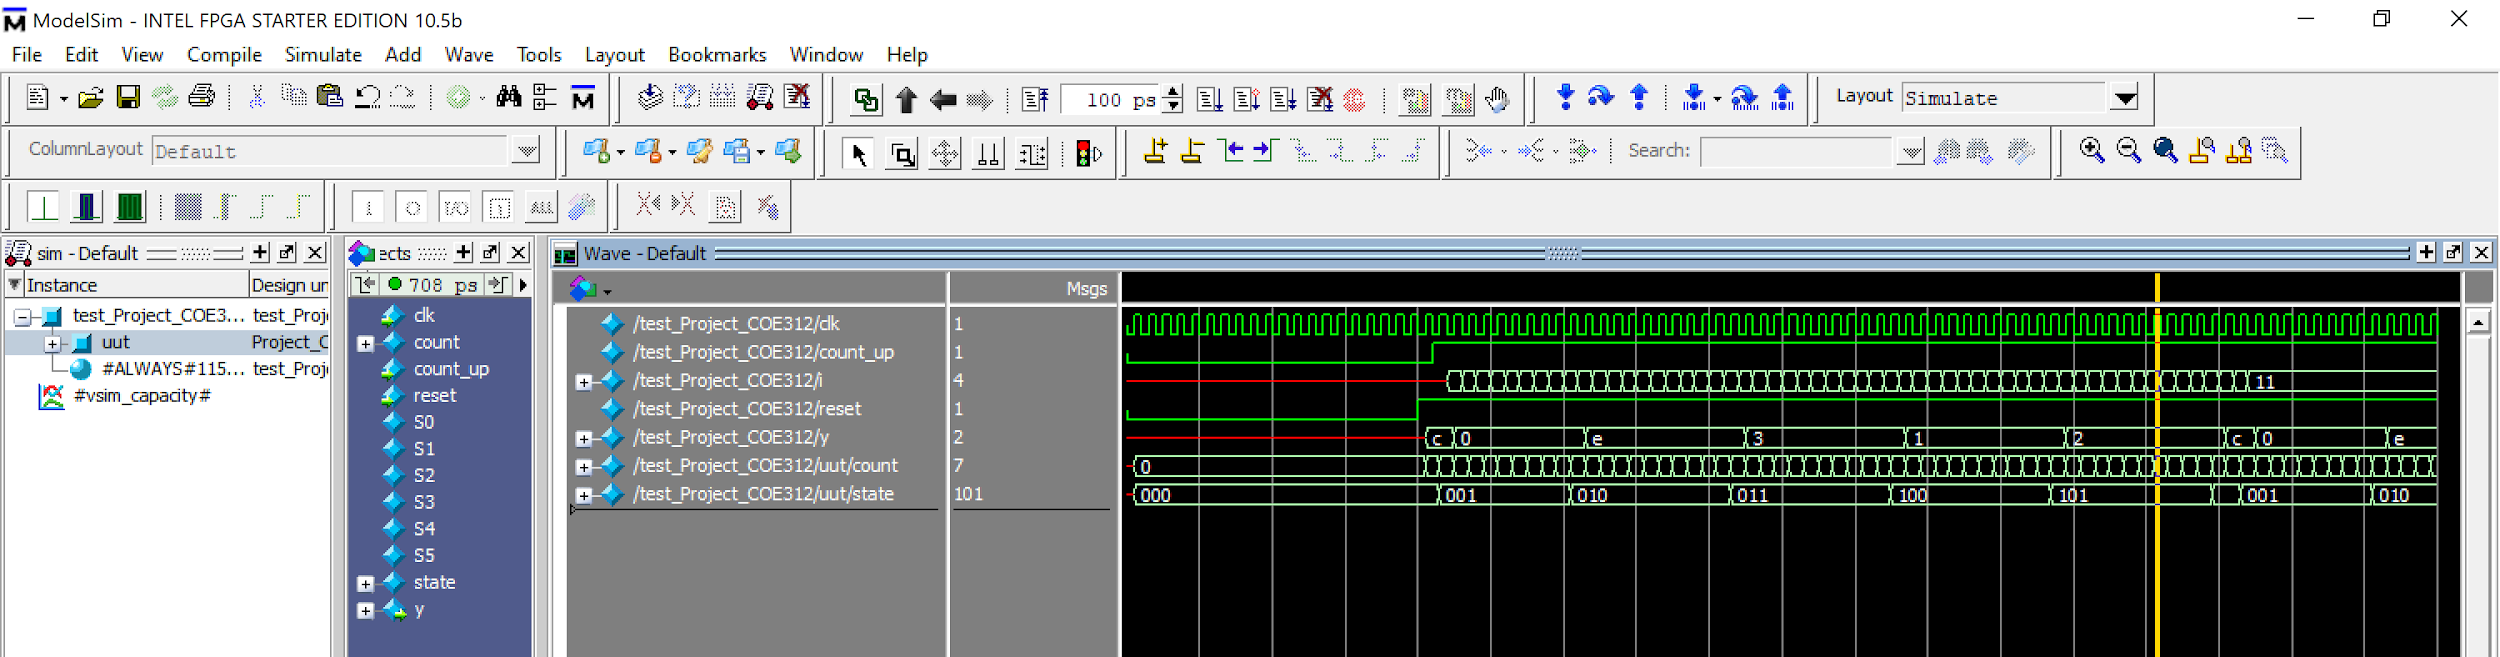 ModelSim - INTEL FPGA STARTER EDITION 10.5b
File Edit View Compile Simulate Add Wave Tools Layout Bookmarks Window Help
100 ps
Layout Simulate
ColumnLayout Default
Search:
I/O
ALL
sim - Default
Instance Design un
test_Project_COE3... test_Proj
uut Project_C
#ALWAYS#115... test_Proj
#vsim_capacity#
ects
708 ps
clk
count
count_up
reset
S0
S1
S2
S3
S4
S5
state
y
Wave - Default
Msgs
/test_Project_COE312/clk 1
/test_Project_COE312/count_up 1
/test_Project_COE312/i 4 11
/test_Project_COE312/reset 1
/test_Project_COE312/y 2 c 0 e 3 1 2 c 0 e
/test_Project_COE312/uut/count 7 0
/test_Project_COE312/uut/state 101 000 001 010 011 100 101 001 010